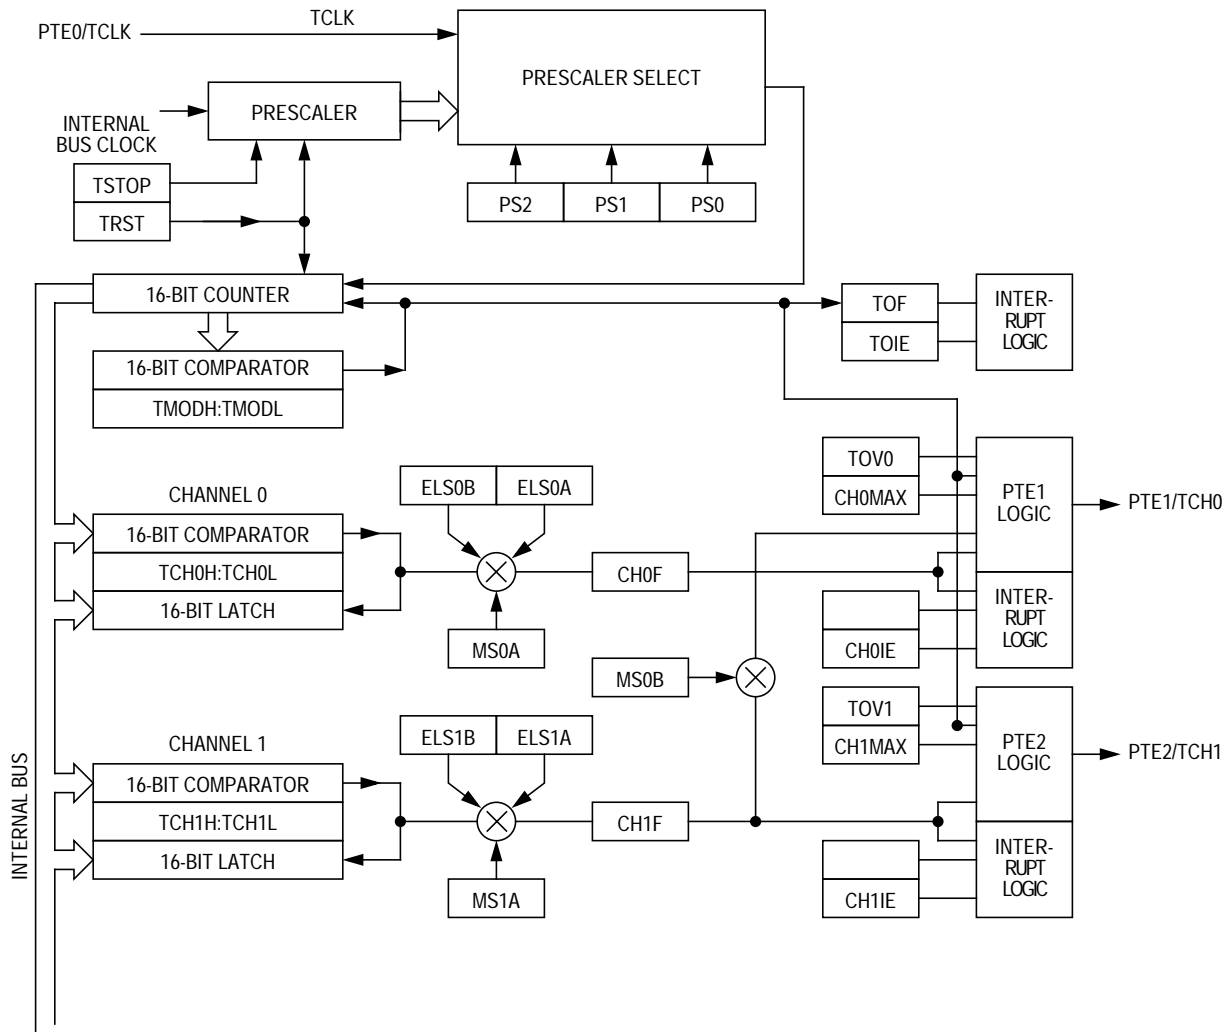 TCLK
PTE0/TCLK
PRESCALER SELECT
PRESCALER
INTERNAL
BUS CLOCK
TSTOP
TRST
PS2
PS1
PS0
16-BIT COUNTER
TOF
TOIE
INTER-
RUPT
LOGIC
16-BIT COMPARATOR
TMODH:TMODL
CHANNEL 0
16-BIT COMPARATOR
TCH0H:TCH0L
16-BIT LATCH
ELS0B
ELS0A
MS0A
CH0F
TOV0
CH0MAX
PTE1
LOGIC
PTE1/TCH0
INTER-
RUPT
LOGIC
CH0IE
MS0B
CHANNEL 1
16-BIT COMPARATOR
TCH1H:TCH1L
16-BIT LATCH
ELS1B
ELS1A
MS1A
CH1F
TOV1
CH1MAX
PTE2
LOGIC
PTE2/TCH1
INTER-
RUPT
LOGIC
CH1IE
INTERNAL BUS